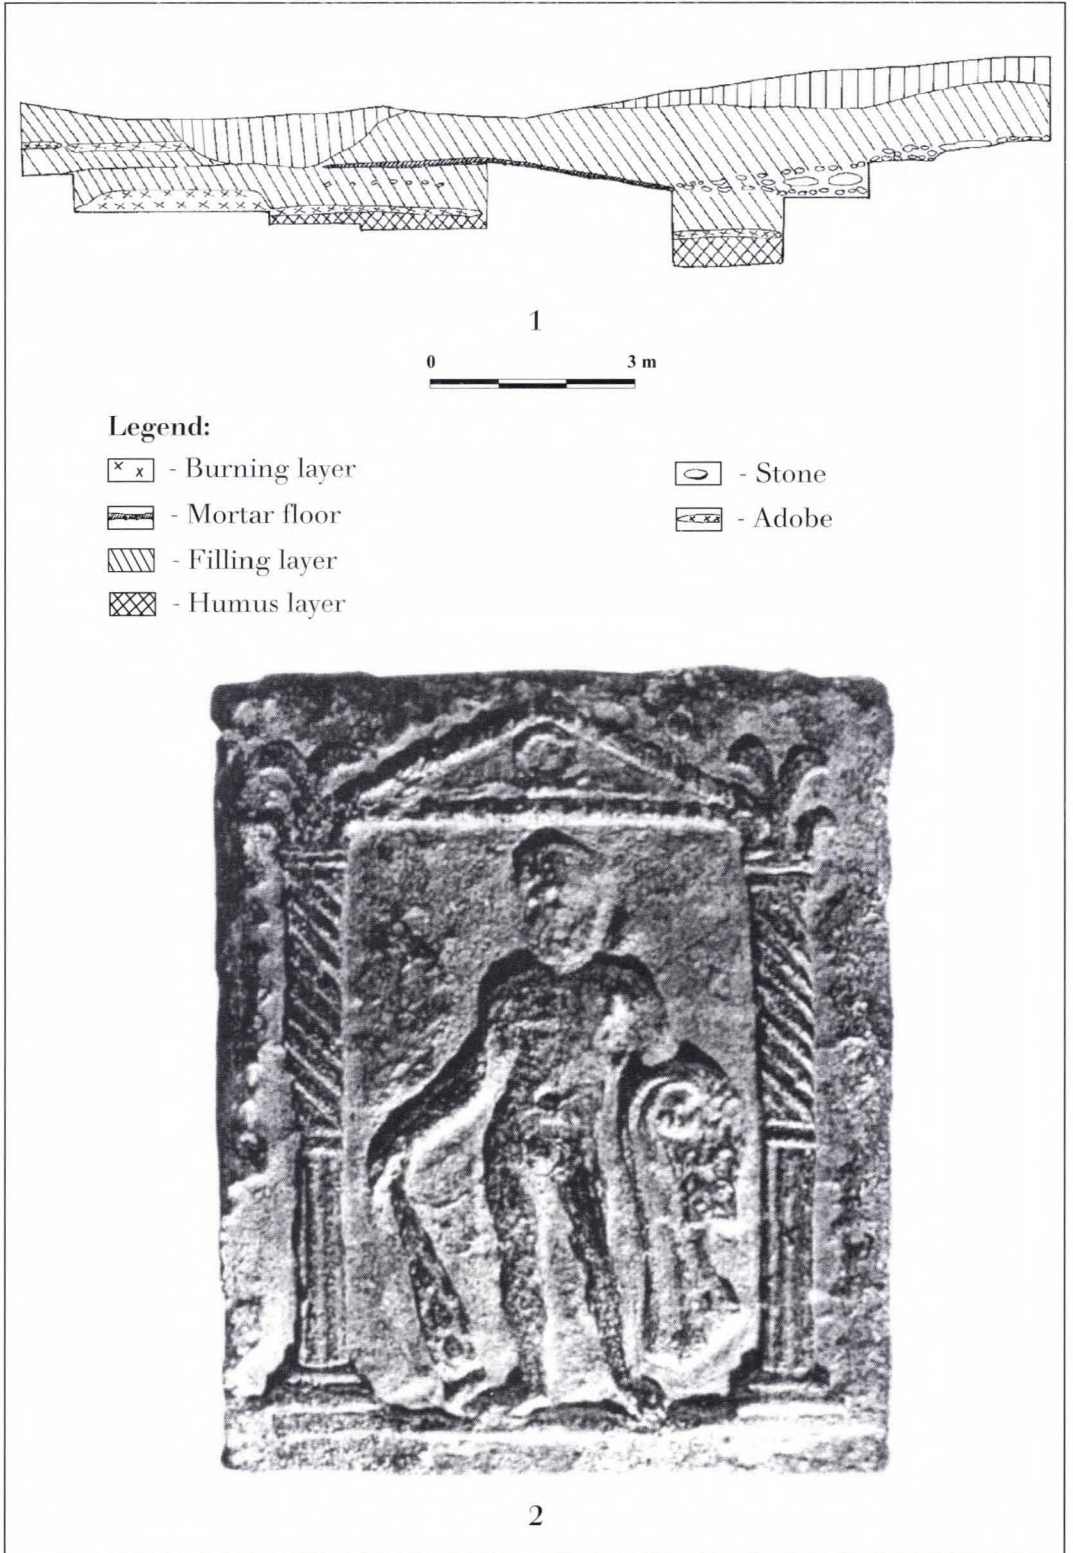 1
0 3 m
Legend:
- Burning layer
- Mortar floor
- Filling layer
- Humus layer
- Stone
- Adobe
2